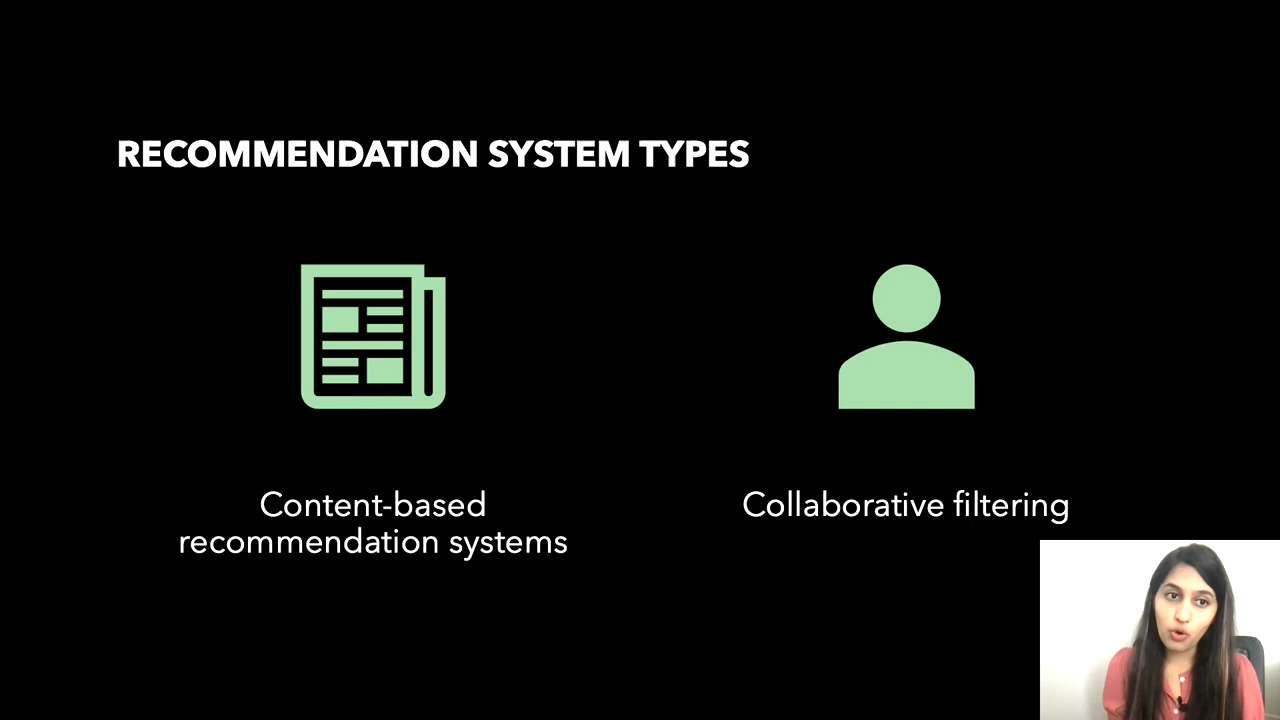 RECOMMENDATION SYSTEM TYPES
Content-based
recommendation systems
Collaborative filtering